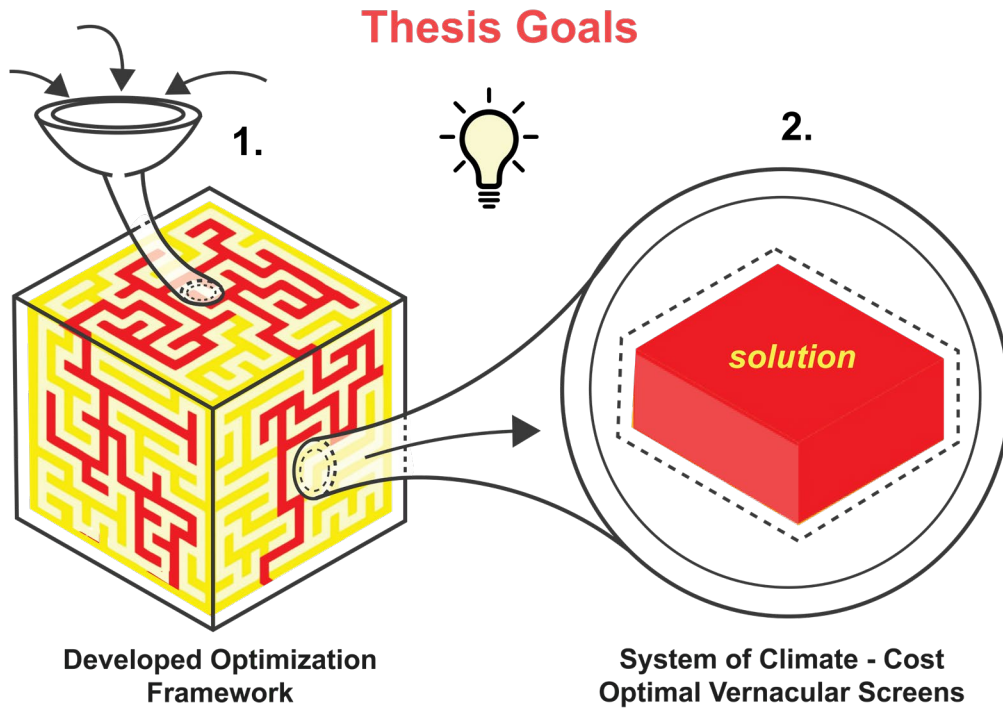 Thesis Goals
1.
2.
solution
Developed Optimization
Framework
System of Climate - Cost
Optimal Vernacular Screens